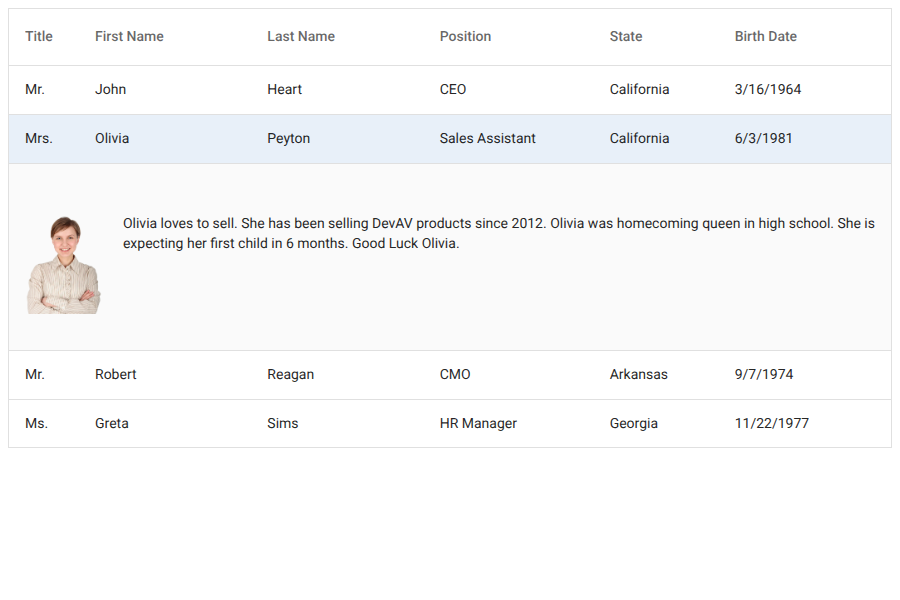 Title First Name Last Name Position State Birth Date
Mr. John Heart CEO California 3/16/1964
Mrs. Olivia Peyton Sales Assistant California 6/3/1981
Olivia loves to sell. She has been selling DevAV products since 2012. Olivia was homecoming queen in high school. She is
expecting her first child in 6 months. Good Luck Olivia.
Mr. Robert Reagan CMO Arkansas 9/7/1974
Ms. Greta Sims HR Manager Georgia 11/22/1977